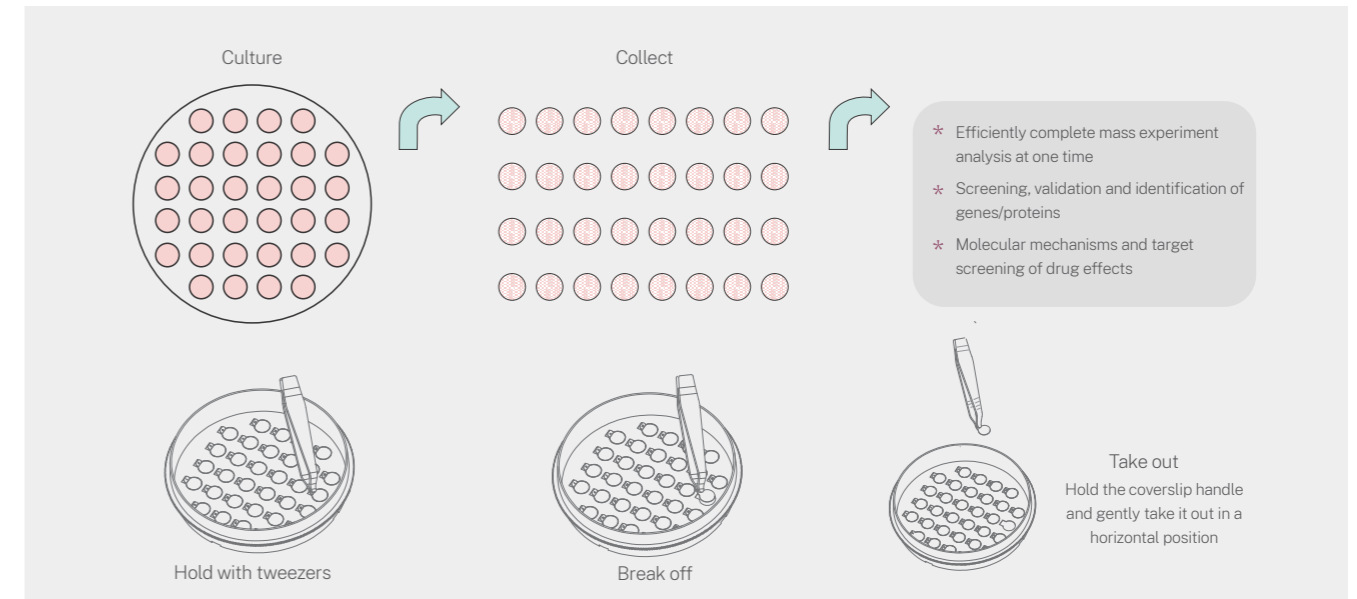 Culture
Collect
* Efficiently complete mass experiment
analysis at one time
* Screening, validation and identification of
genes/proteins
* Molecular mechanisms and target
screening of drug effects
Hold with tweezers
Break off
Take out
Hold the coverslip handle
and gently take it out in a
horizontal position